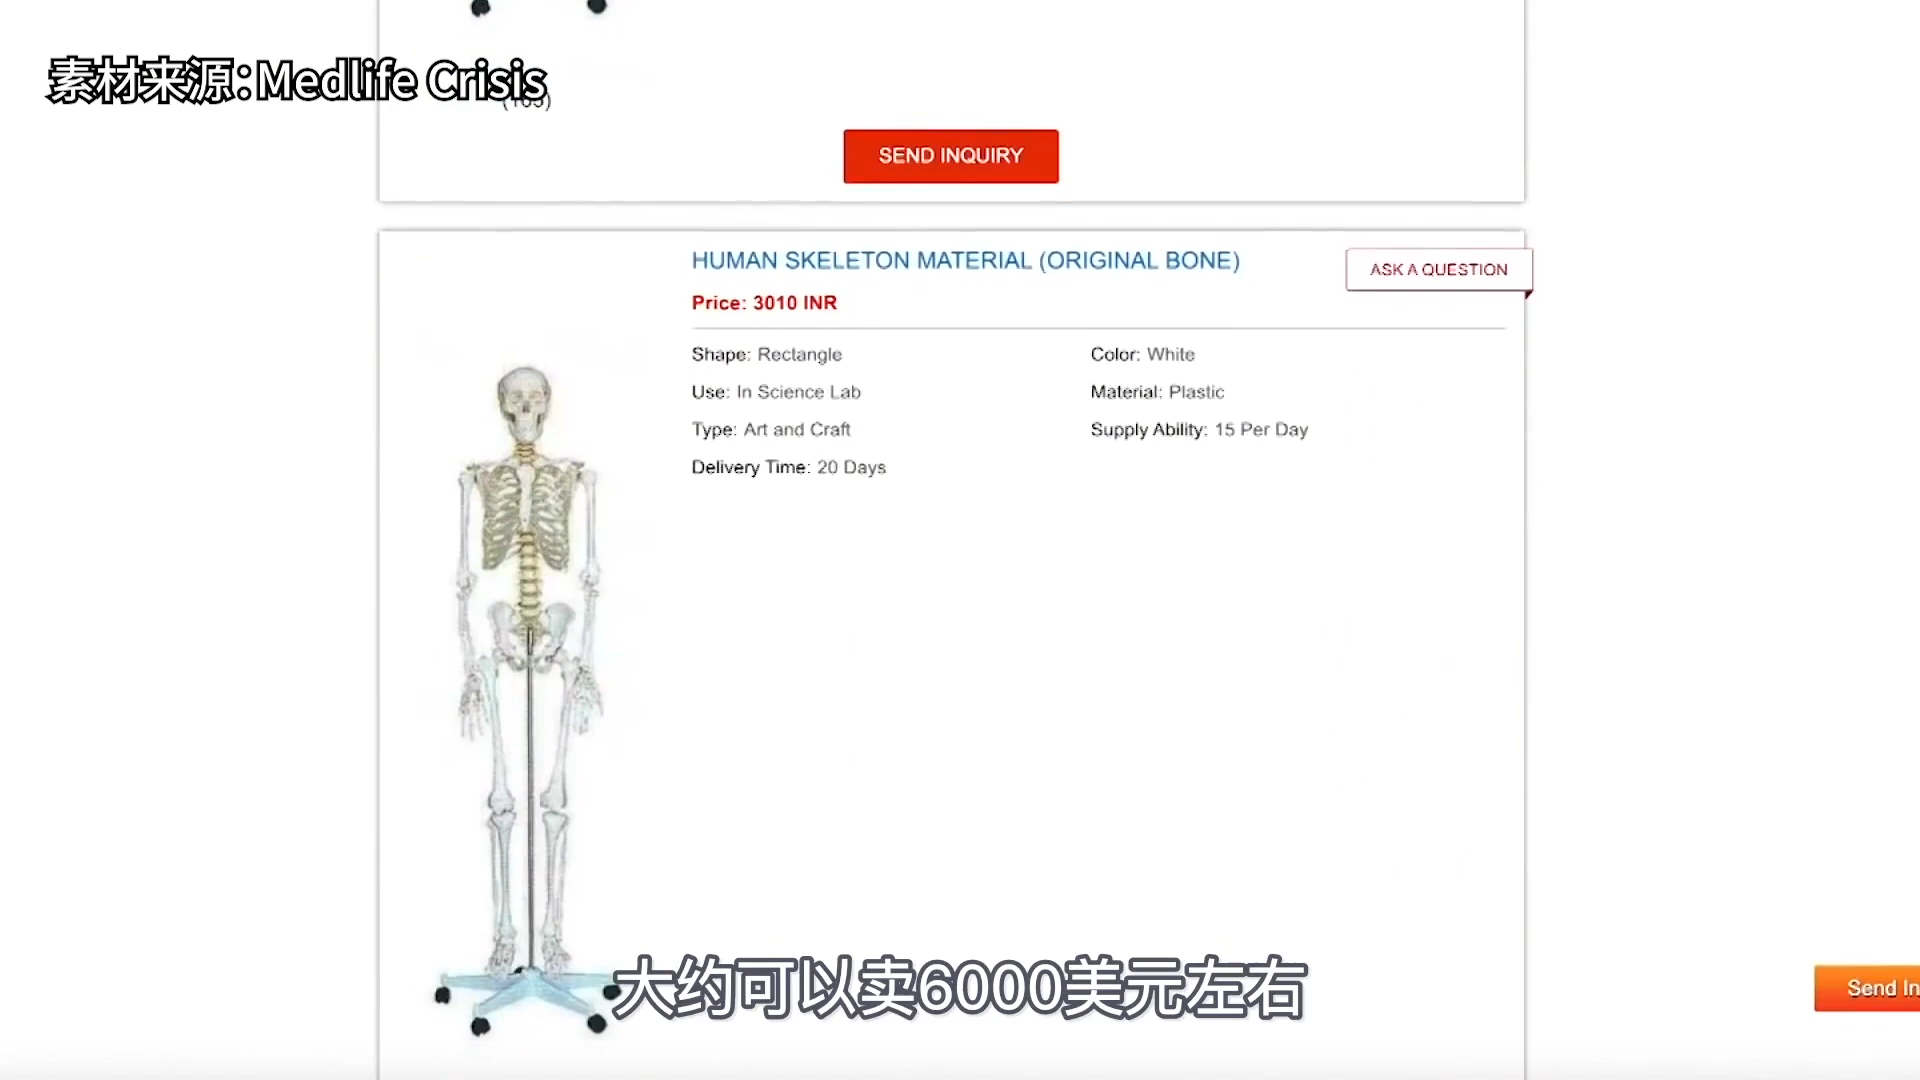 素材来源:Medlife Crisis
SEND INQUIRY
HUMAN SKELETON MATERIAL (ORIGINAL BONE)
ASK A QUESTION
Price: 3010 INR
Shape: Rectangle
Color: White
Use: In Science Lab
Material: Plastic
Type: Art and Craft
Supply Ability: 15 Per Day
Delivery Time: 20 Days
大约可以卖6000美元左右
Send In